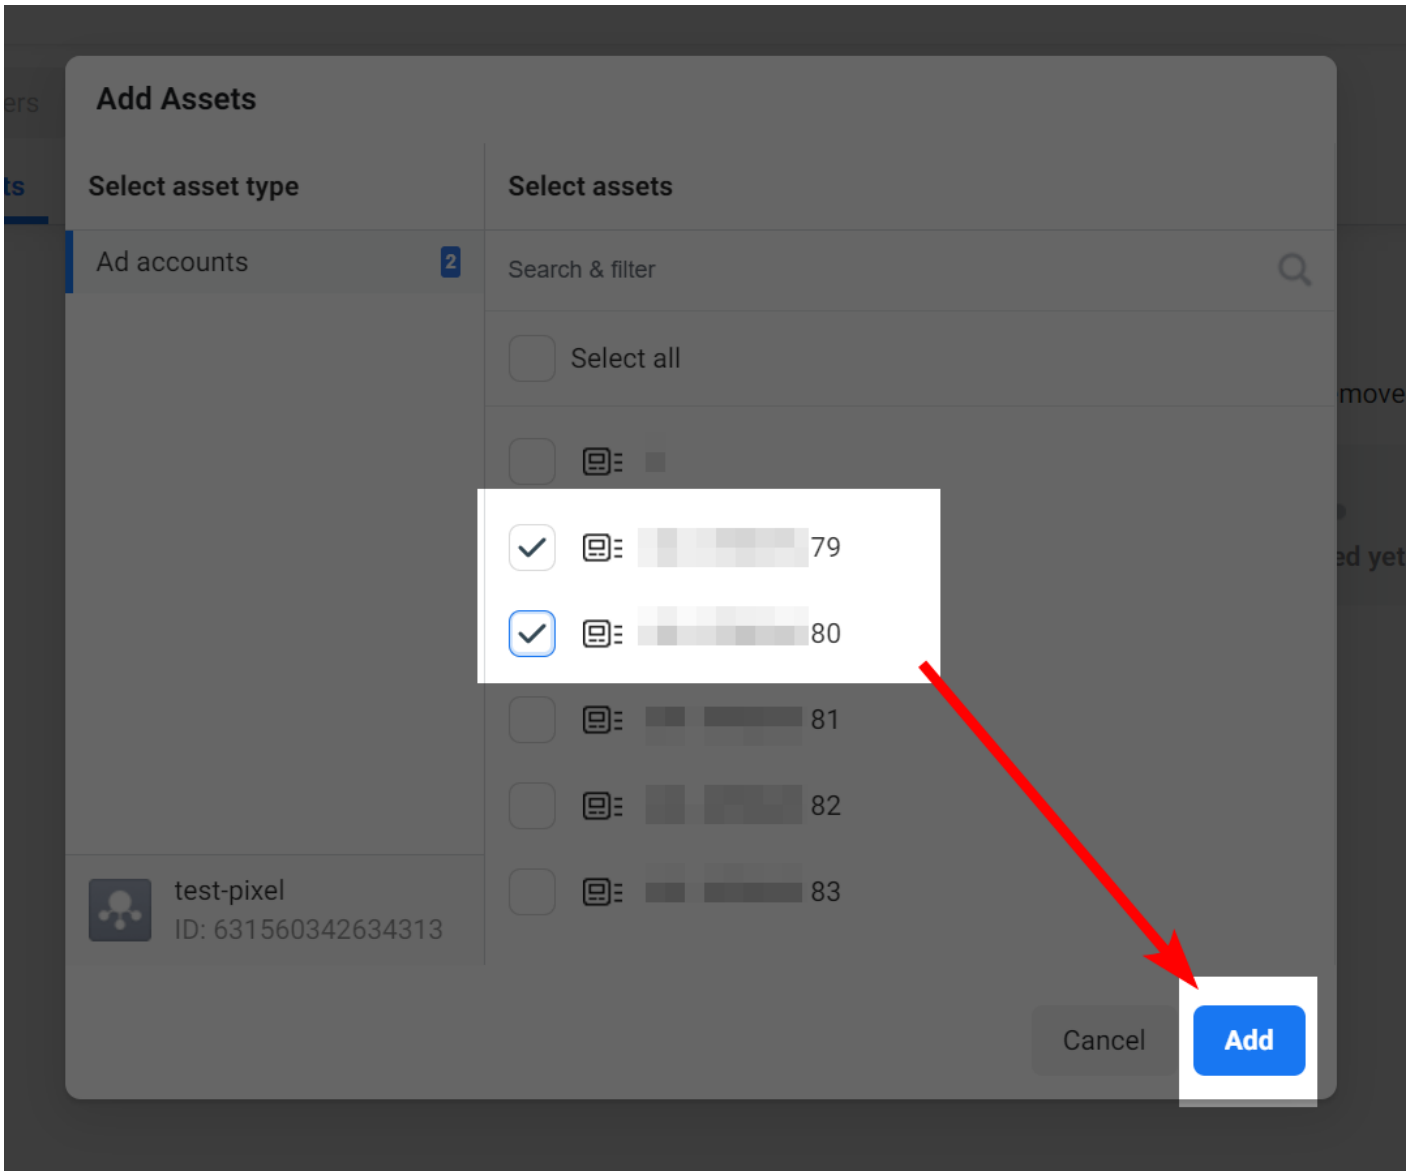 Add Assets
ers
ts
Select asset type
Select assets
Ad accounts
2
Search & filter
Select all
move
79
ed yet
80
81
82
83
test-pixel
ID: 631560342634313
Cancel
Add